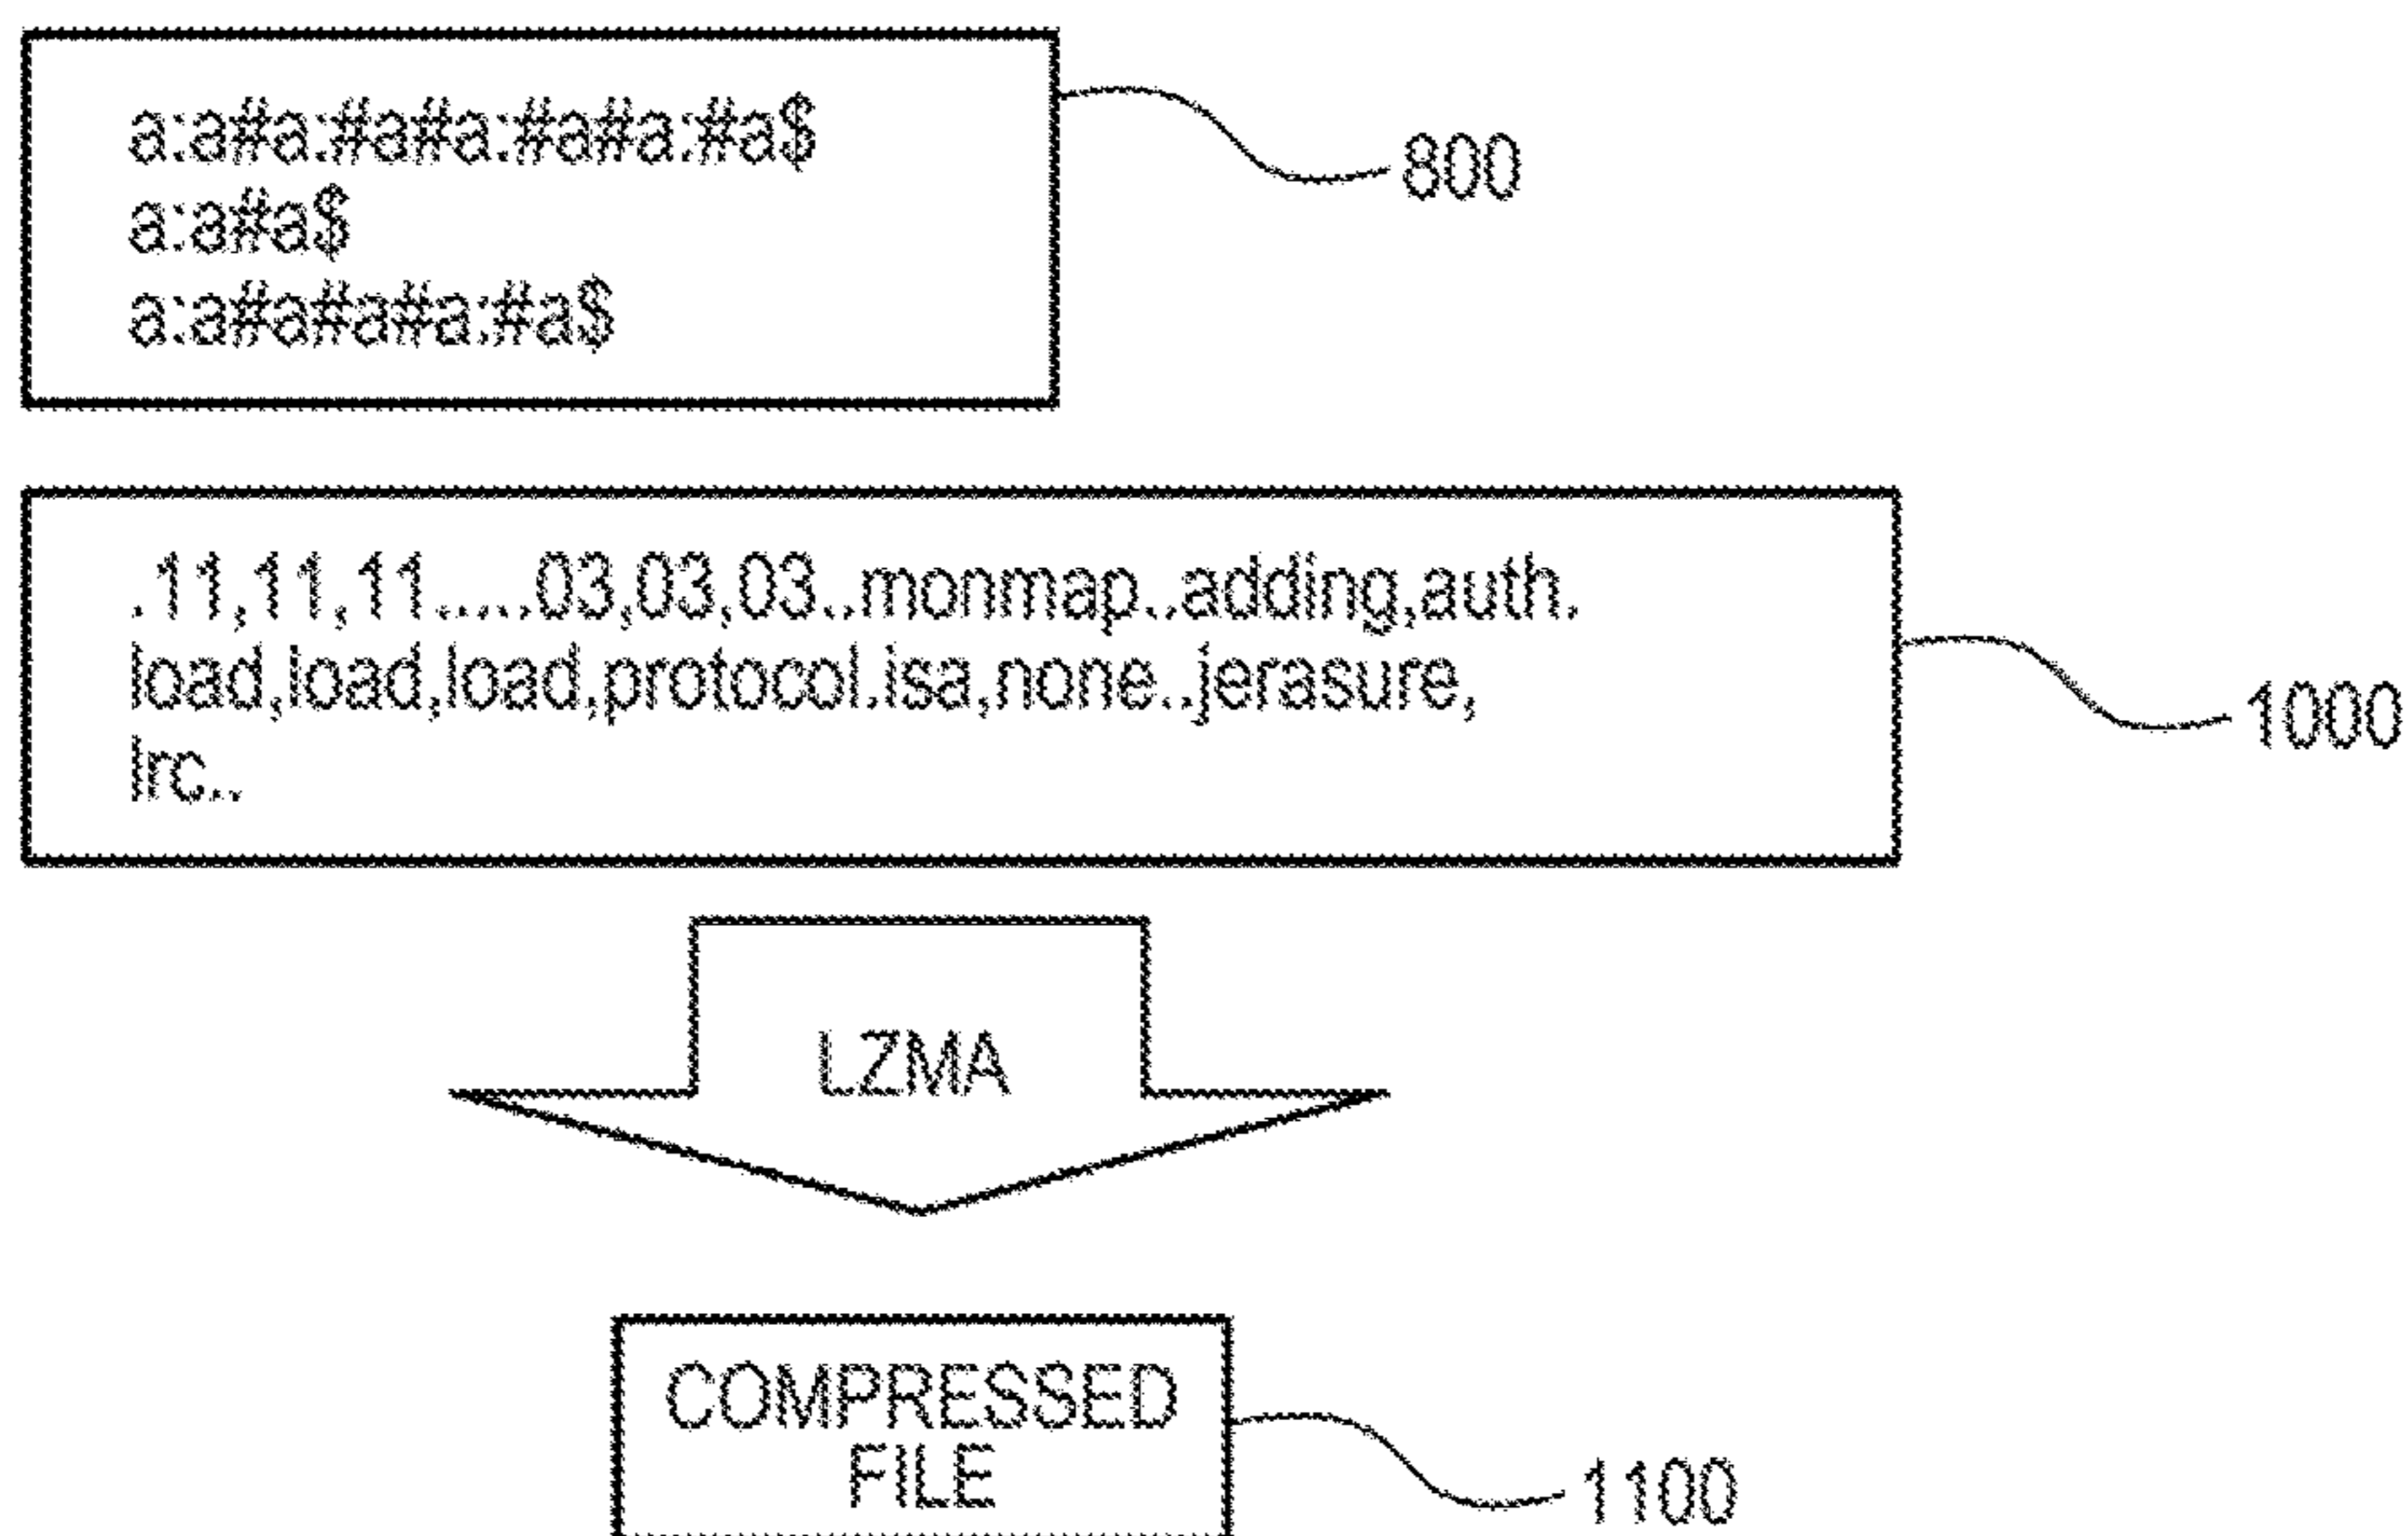 a:a#a:#a#a:#a#a:#a$
a:a#a$
a:a#a#a#a:#a$
800
.11,11,11.....03,03,03..monmap..adding,auth.
load,load,load,protocol.isa,none..jerasure,
lrc..
1000
LZMA
COMPRESSED
FILE
1100